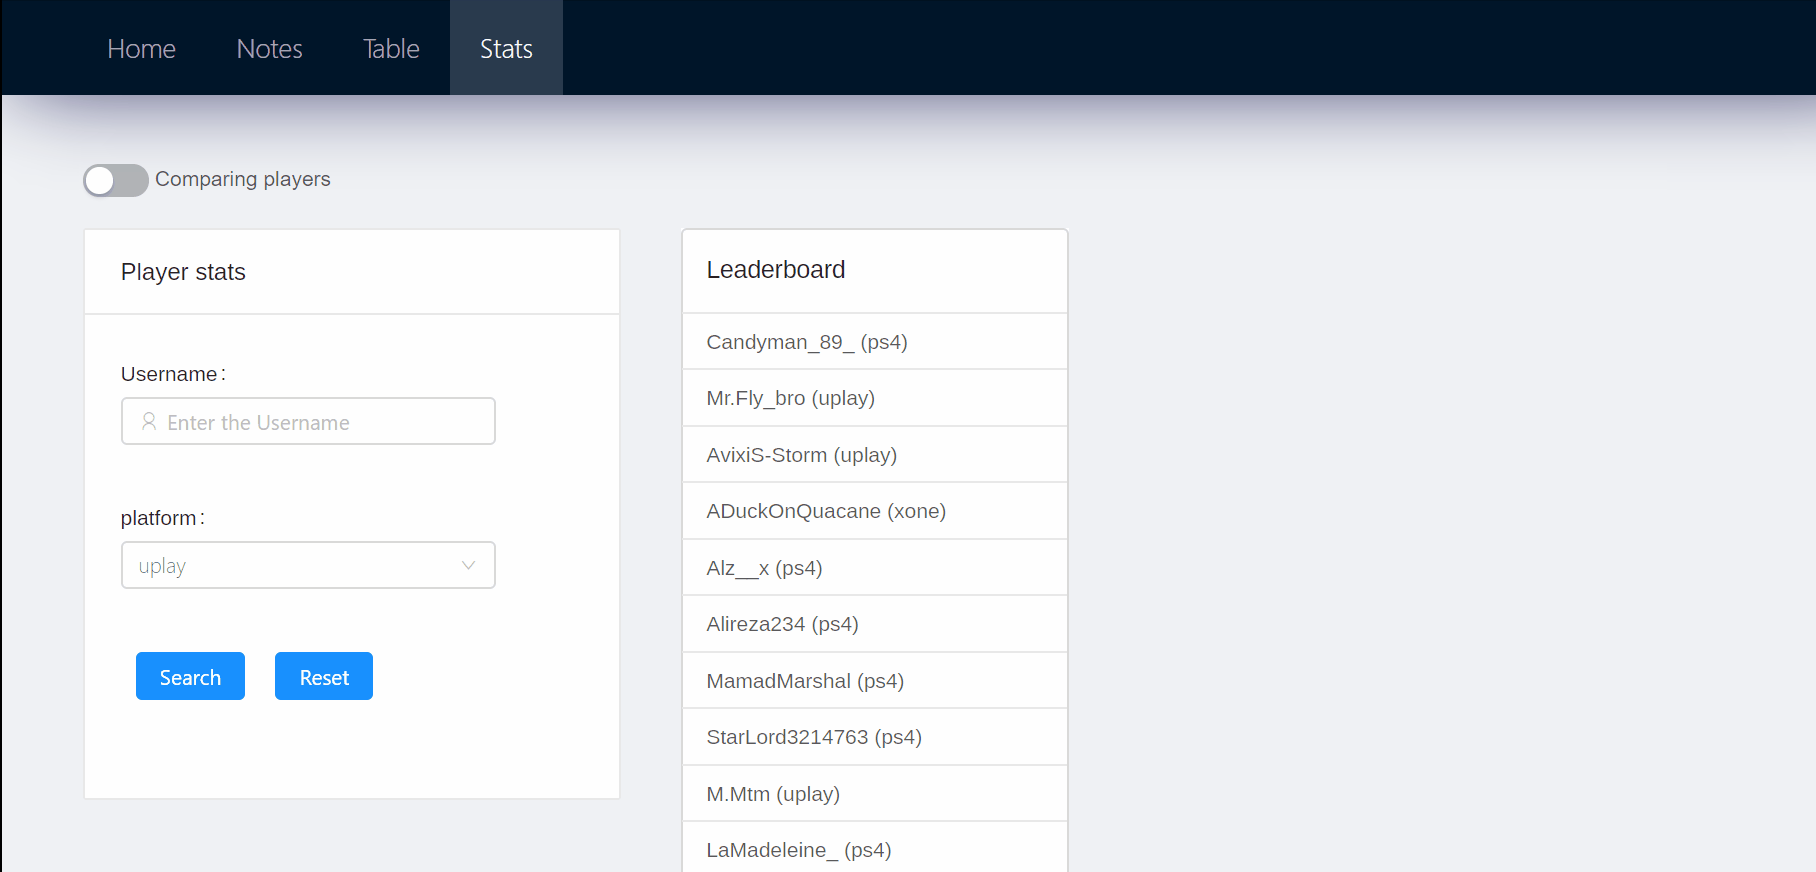 Home Notes Table Stats
Comparing players
Player stats
Username:
Enter the Username
platform:
uplay
Search Reset
Leaderboard
Candyman_89_ (ps4)
Mr.Fly_bro (uplay)
AvixiS-Storm (uplay)
ADuckOnQuacane (xone)
Alz__x (ps4)
Alireza234 (ps4)
MamadMarshal (ps4)
StarLord3214763 (ps4)
M.Mtm (uplay)
LaMadeleine_ (ps4)